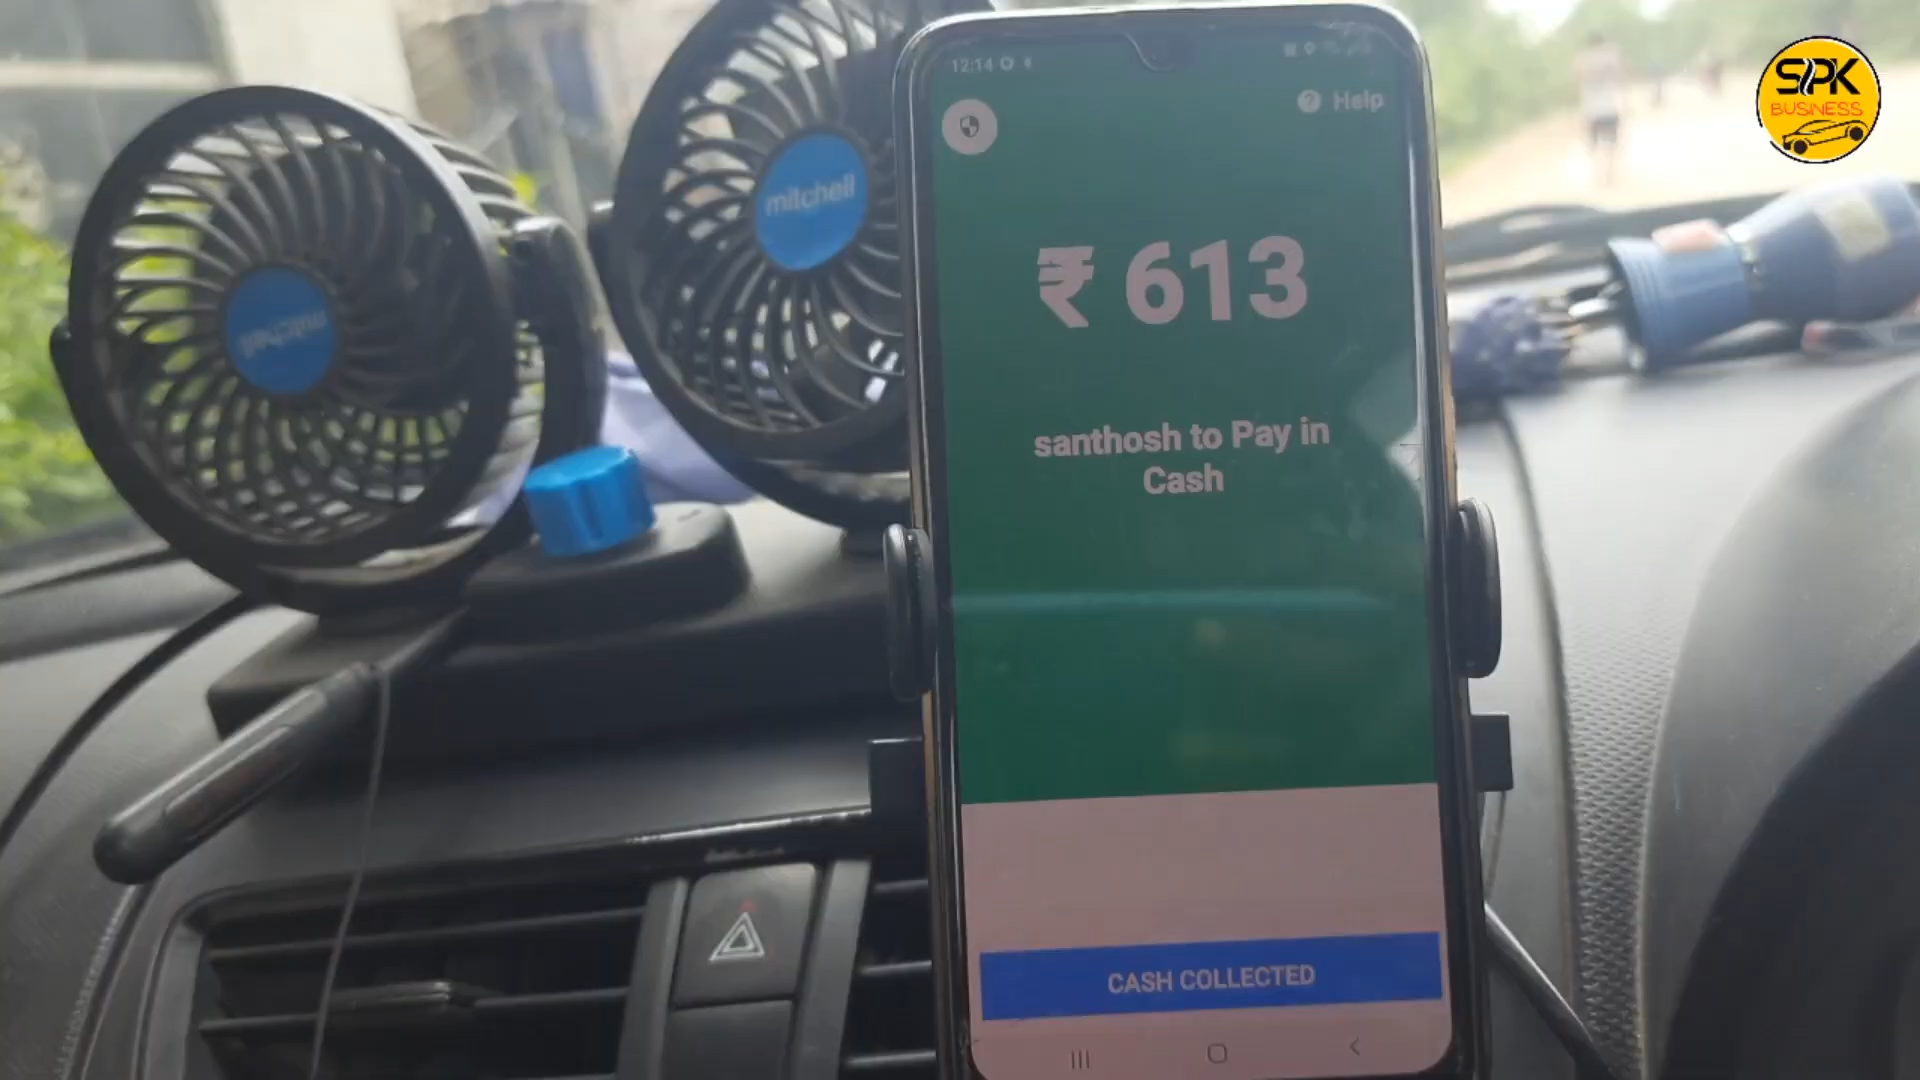 SPK
BUSINESS
12:14
Help
mitchell
mitchell
₹ 613
santhosh to Pay in
Cash
CASH COLLECTED